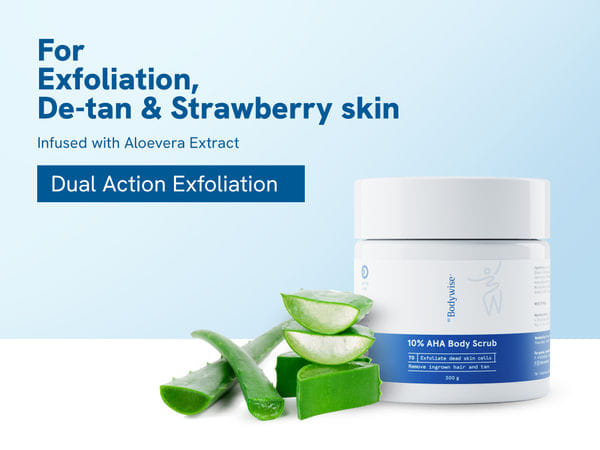 For
Exfoliation,
De-tan & Strawberry skin
Infused with Aloevera Extract
Dual Action Exfoliation
Bodywise
10% AHA Body Scrub
TO Exfoliate dead skin cells
Remove ingrown hair and tan
200 g